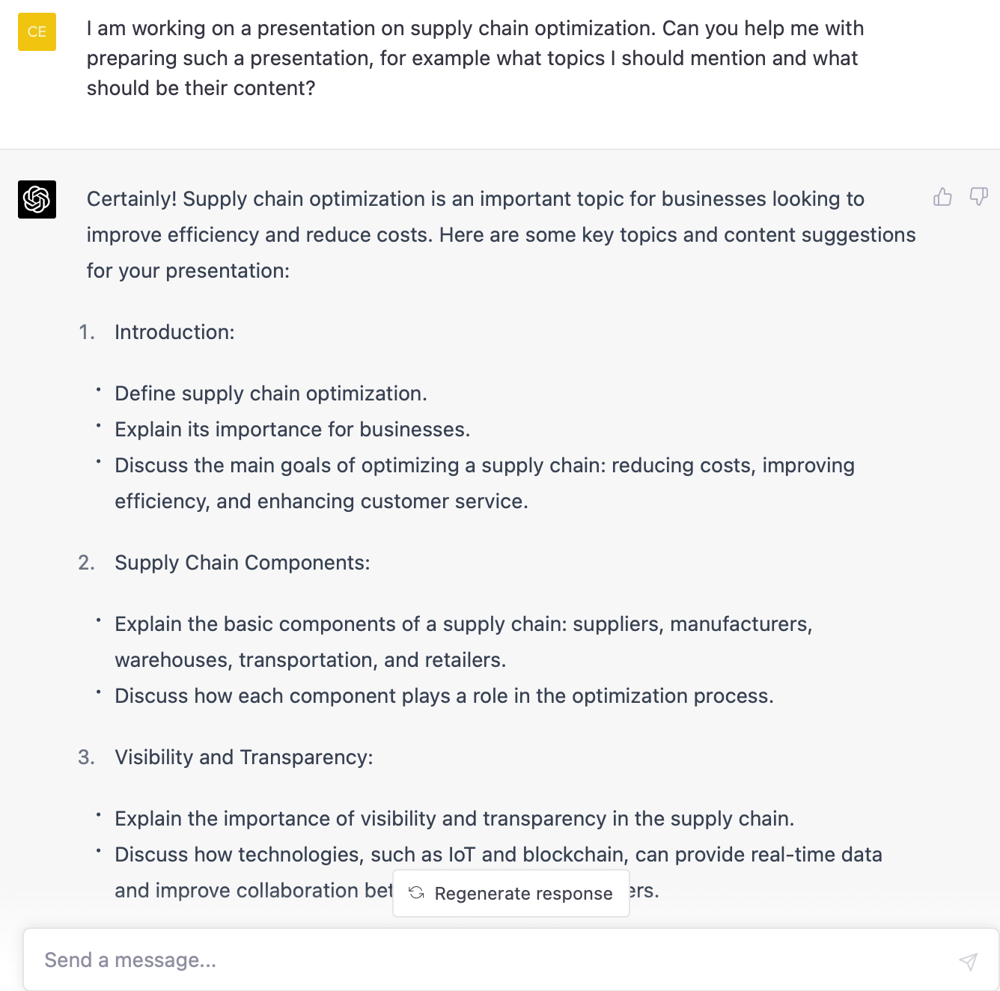 CE
I am working on a presentation on supply chain optimization. Can you help me with
preparing such a presentation, for example what topics I should mention and what
should be their content?
Certainly! Supply chain optimization is an important topic for businesses looking to
improve efficiency and reduce costs. Here are some key topics and content suggestions
for your presentation:
1. Introduction:
• Define supply chain optimization.
• Explain its importance for businesses.
• Discuss the main goals of optimizing a supply chain: reducing costs, improving
efficiency, and enhancing customer service.
2. Supply Chain Components:
• Explain the basic components of a supply chain: suppliers, manufacturers,
warehouses, transportation, and retailers.
• Discuss how each component plays a role in the optimization process.
3. Visibility and Transparency:
• Explain the importance of visibility and transparency in the supply chain.
• Discuss how technologies, such as IoT and blockchain, can provide real-time data
and improve collaboration
Regenerate response
Send a message...